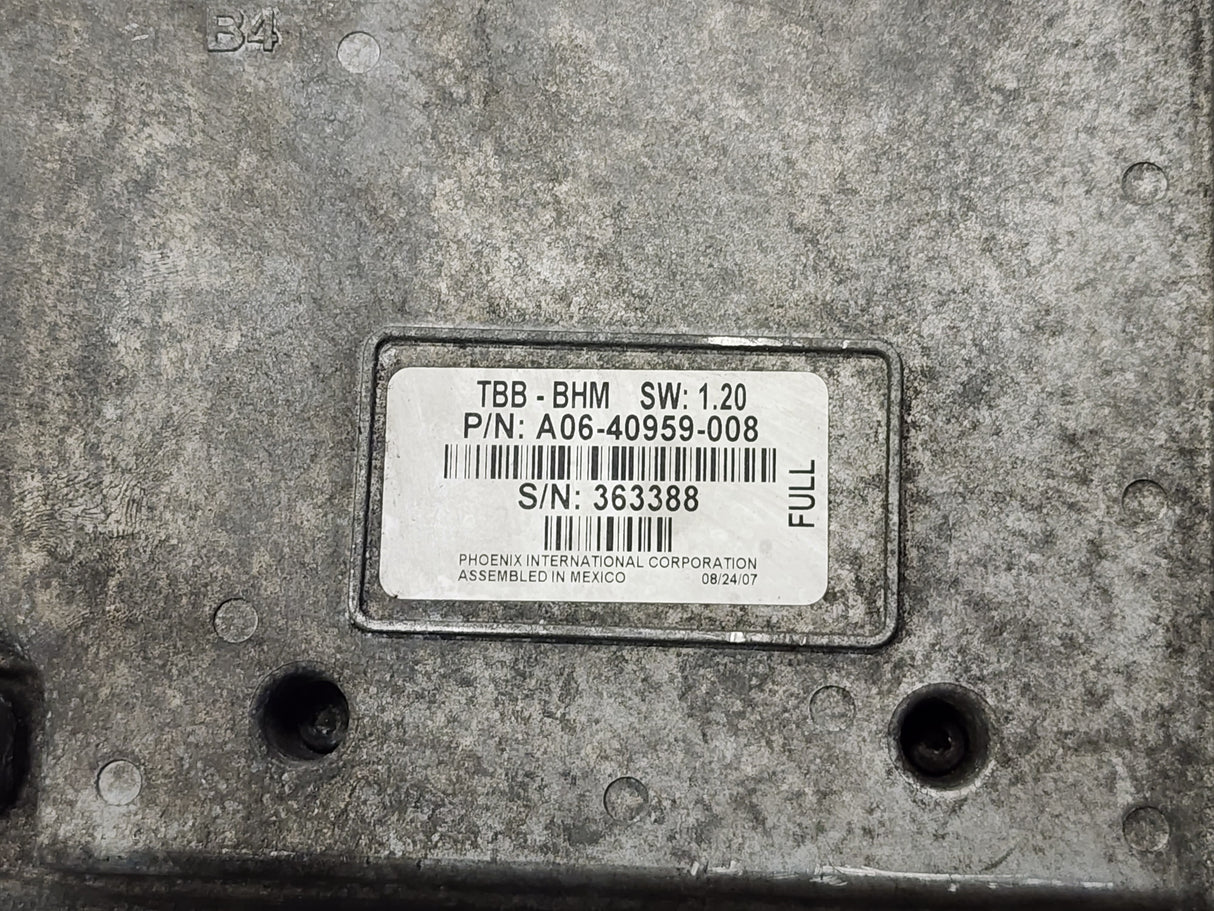 B4
TBB - BHM SW: 1.20
P/N: A06-40959-008
S/N: 363388
PHOENIX INTERNATIONAL CORPORATION
ASSEMBLED IN MEXICO 08/24/07
FULL